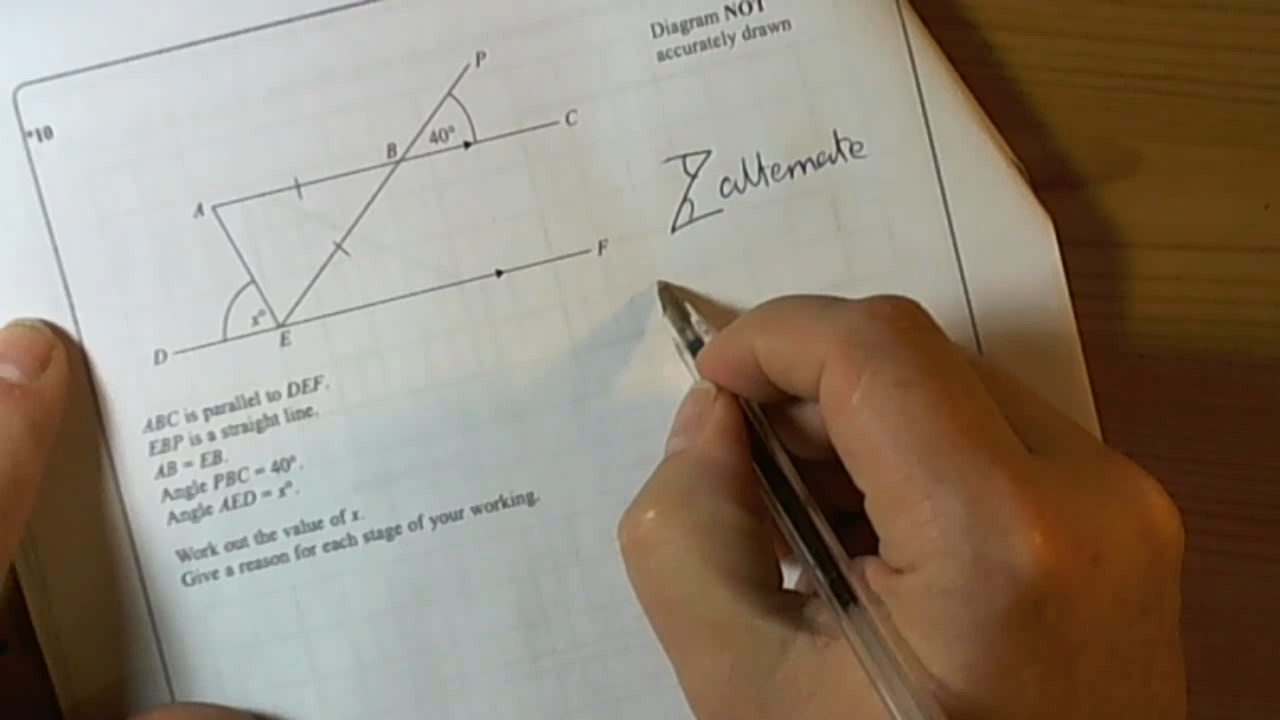 Diagram NOT
accurately drawn
*10
P
40°
C
B
A
alternate
F
x°
E
D
ABC is parallel to DEF.
EBP is a straight line.
AB = EB.
Angle PBC = 40°.
Angle AED = x°.
Work out the value of x.
Give a reason for each stage of your working.